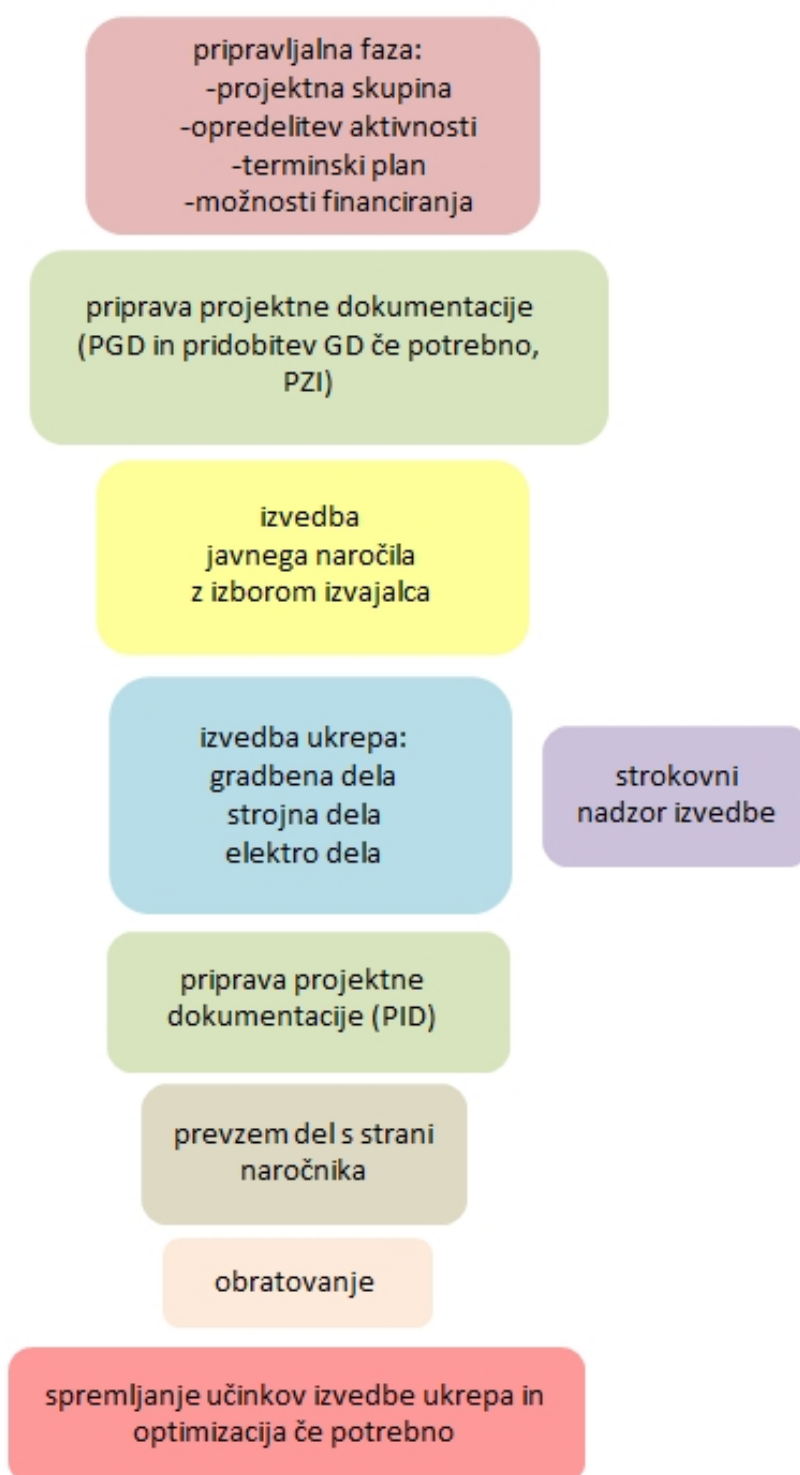 pripravljalna faza:
-projektna skupina
-opredelitev aktivnosti
-terminski plan
-možnosti financiranja
priprava projektne dokumentacije
(PGD in pridobitev GD če potrebno,
PZI)
izvedba
javnega naročila
z izborom izvajalca
izvedba ukrepa:
gradbena dela
strojna dela
elektro dela
strokovni
nadzor izvedbe
priprava projektne
dokumentacije (PID)
prevzem del s strani
naročnika
obratovanje
spremljanje učinkov izvedbe ukrepa in
optimizacija če potrebno